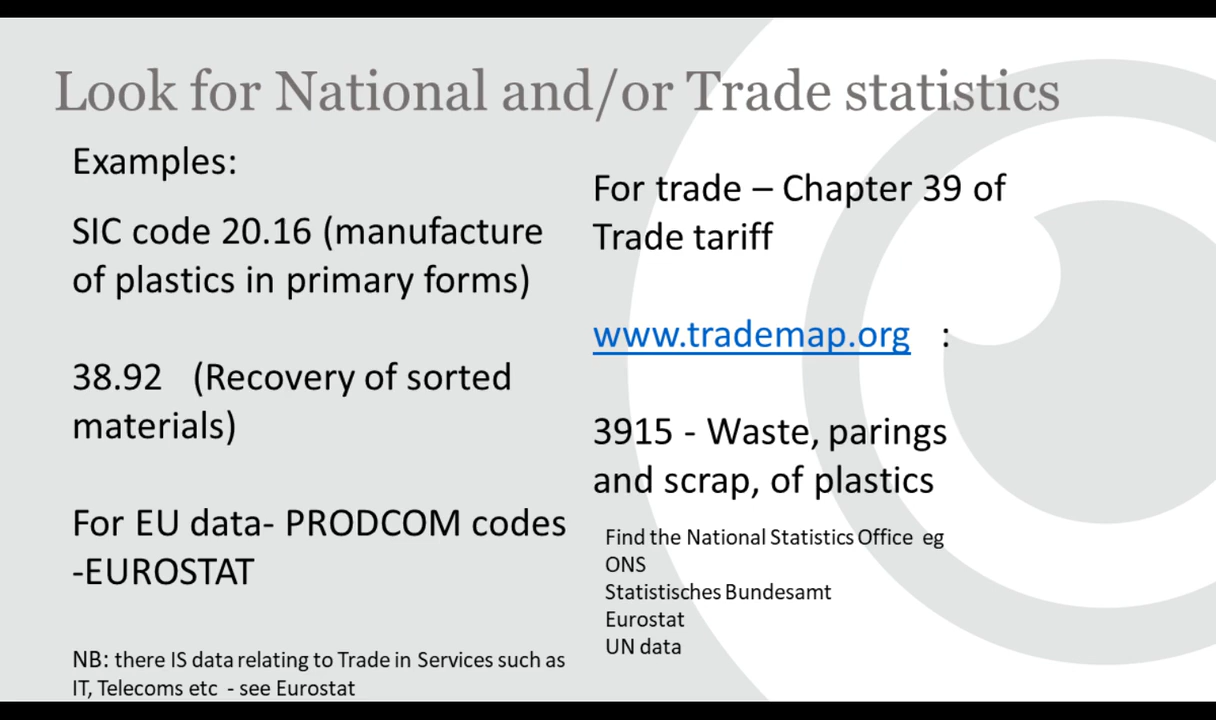 Look for National and/or Trade statistics
Examples:
SIC code 20.16 (manufacture
of plastics in primary forms)
38.92 (Recovery of sorted
materials)
For EU data- PRODCOM codes
-EUROSTAT
NB: there IS data relating to Trade in Services such as
IT, Telecoms etc - see Eurostat
For trade – Chapter 39 of
Trade tariff
www.trademap.org :
3915 - Waste, parings
and scrap, of plastics
Find the National Statistics Office eg
ONS
Statistisches Bundesamt
Eurostat
UN data